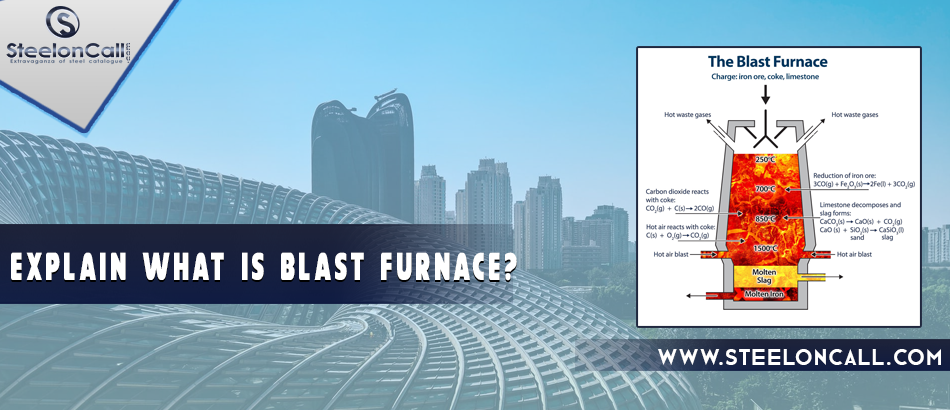 SteelonCall
Extravaganza of steel catalogue
EXPLAIN WHAT IS BLAST FURNACE?
The Blast Furnace
Charge: iron ore, coke, limestone
Hot waste gases
Hot waste gases
250°C
700°C
850°C
1500°C
Carbon dioxide reacts
with coke:
CO₂(g) + C(s)→2CO(g)
Hot air reacts with coke:
C(s) + O₂(g)→CO₂(g)
Hot air blast
Reduction of iron ore:
3CO(g) + Fe₂O₃(s)→2Fe(l) + 3CO₂(g)
Limestone decomposes and
slag forms:
CaCO₃(s)→ CaO(s) + CO₂(g)
CaO (s) + SiO₂(s)→ CaSiO₃(l)
sand slag
Hot air blast
Molten
Slag
Molten Iron
WWW.STEELONCALL.COM